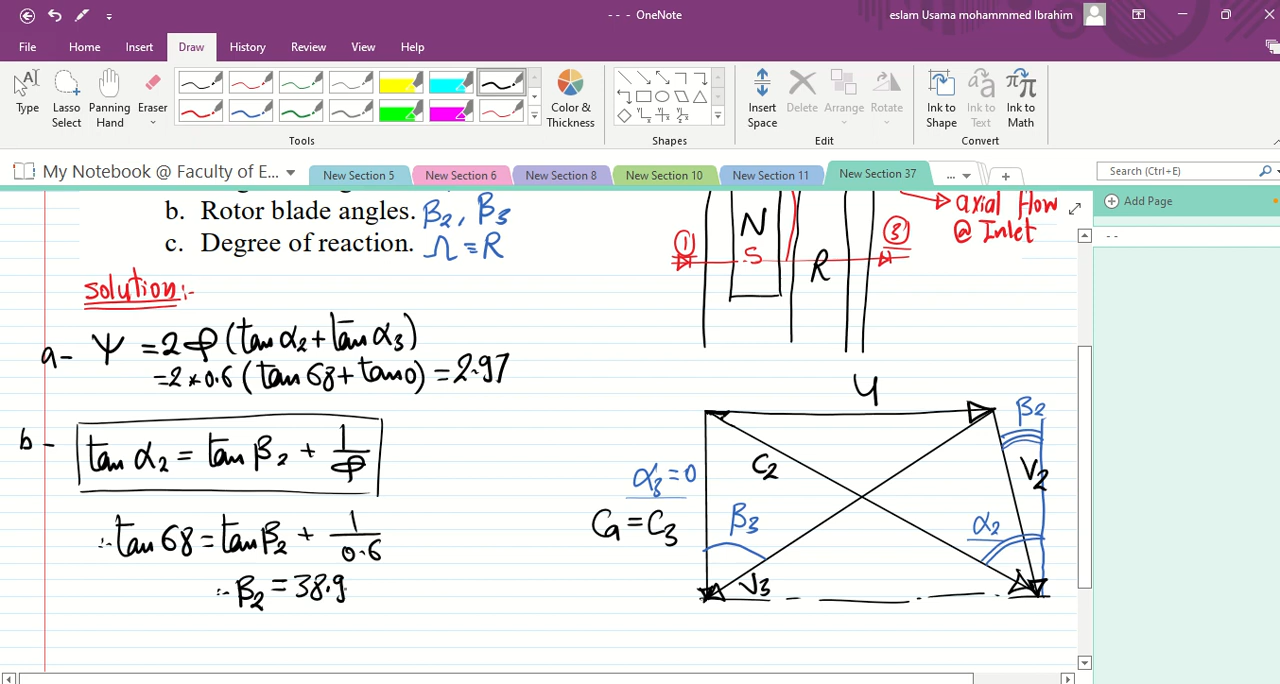 - - - OneNote
eslam Usama mohammmed Ibrahim
File Home Insert Draw History Review View Help
Type
Lasso Select
Panning Hand
Eraser
Color & Thickness
Insert Space
Delete
Arrange
Rotate
Ink to Shape
Ink to Text
Ink to Math
Tools Shapes Edit Convert
My Notebook @ Faculty of E...
New Section 5 New Section 6 New Section 8 New Section 10 New Section 11 New Section 37 ...
Search (Ctrl+E)
Add Page
- -
b. Rotor blade angles. β2, β3
c. Degree of reaction. Λ = R
axial flow
@ Inlet
N
S
R
1
3
solution:-
a- Ψ = 2 φ (tan α2 + tan α3)
= 2 * 0.6 (tan 68 + tan 0) = 2.97
b- tan α2 = tan β2 + 1/φ
∴ tan 68 = tan β2 + 1/0.6
∴ β2 = 38.9
U
β2
C2
V2
α3 = 0
Ca = C3
β3
α2
V3